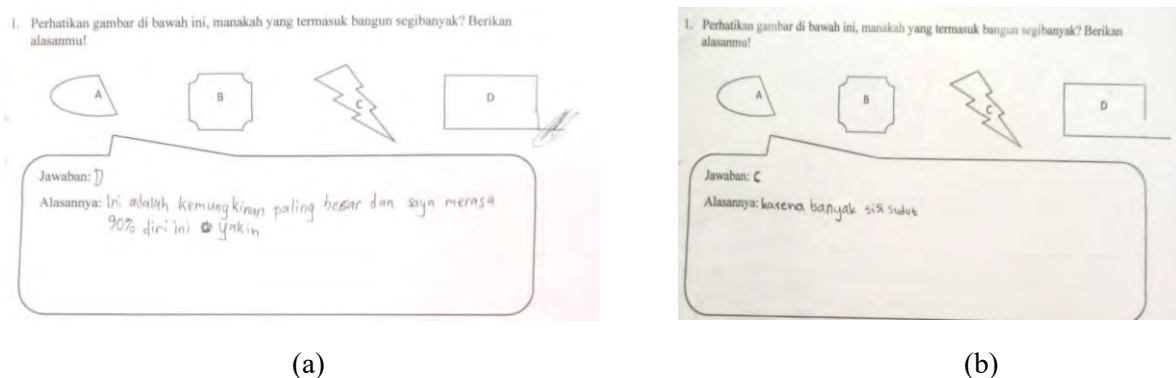 1. Perhatikan gambar di bawah ini, manakah yang termasuk bangun segibanyak? Berikan
alasanmu!
A
B
C
D
Jawaban: D
Alasannya: Ini adalah kemungkinan paling besar dan saya merasa
90% diri ini yakin
(a)
1. Perhatikan gambar di bawah ini, manakah yang termasuk bangun segibanyak? Berikan
alasanmu!
A
B
C
D
Jawaban: C
Alasannya: karena banyak sisi sudut
(b)